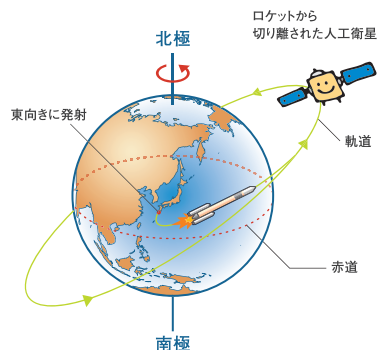 ロケットから
切り離された人工衛星
北極
東向きに発射
軌道
赤道
南極